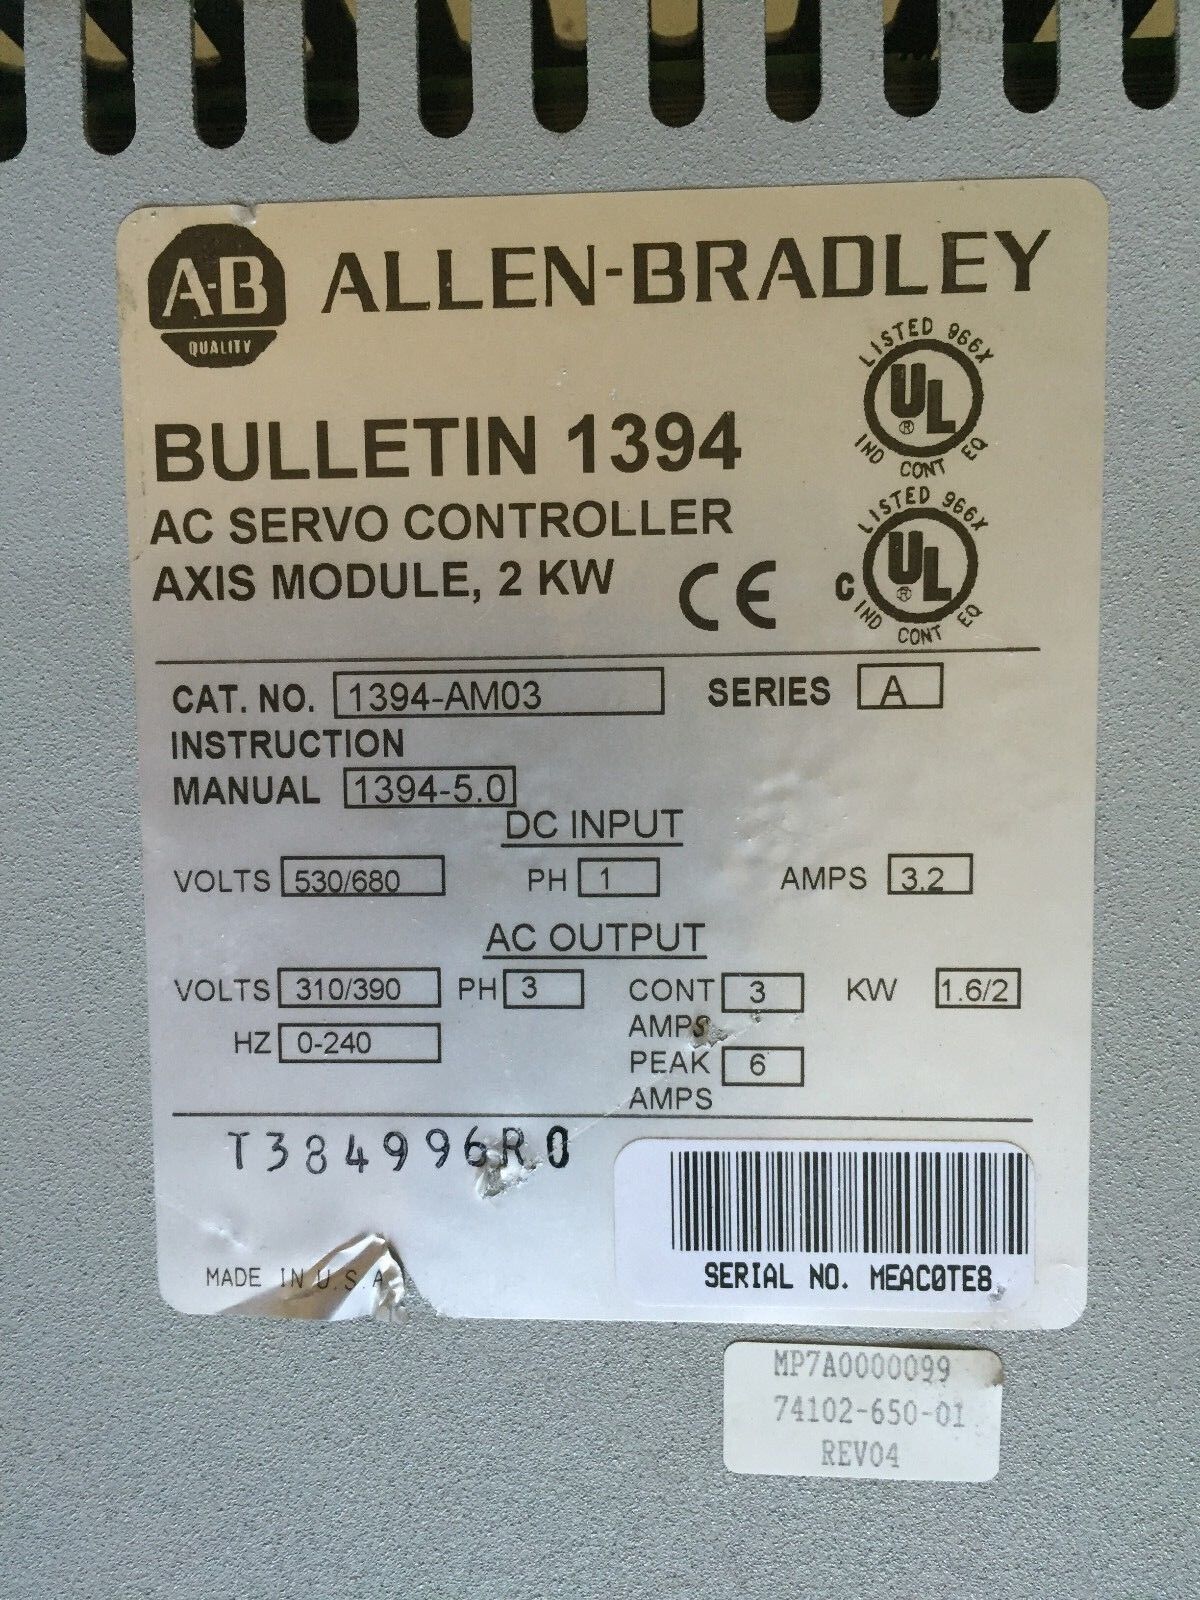 A-B
QUALITY
ALLEN-BRADLEY
LISTED 966X
UL
®
IND CONT EQ
BULLETIN 1394
AC SERVO CONTROLLER
AXIS MODULE, 2 KW
CE
LISTED 966X
C UL
®
IND CONT EQ
CAT. NO. 1394-AM03 SERIES A
INSTRUCTION
MANUAL 1394-5.0
DC INPUT
VOLTS 530/680 PH 1 AMPS 3.2
AC OUTPUT
VOLTS 310/390 PH 3 CONT 3 KW 1.6/2
AMPS
HZ 0-240
PEAK 6
AMPS
T384996R0
MADE IN U.S.A
SERIAL NO. MEAC0TE8
MP7A0000099
74102-650-01
REV04